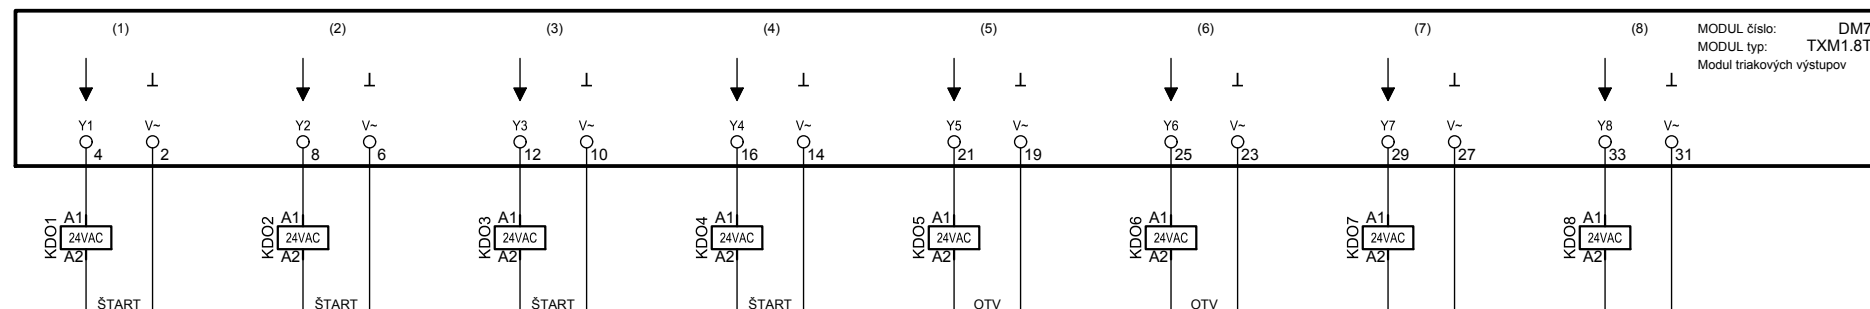 (1) (2) (3) (4) (5) (6) (7) (8) MODUL číslo: DM7
MODUL typ: TXM1.8T
Modul triakových výstupov
⊥ ⊥ ⊥ ⊥ ⊥ ⊥ ⊥ ⊥
Y1 V~ Y2 V~ Y3 V~ Y4 V~ Y5 V~ Y6 V~ Y7 V~ Y8 V~
4 2 8 6 12 10 16 14 21 19 25 23 29 27 33 31
A1 A1 A1 A1 A1 A1 A1 A1
KDO1 24VAC KDO2 24VAC KDO3 24VAC KDO4 24VAC KDO5 24VAC KDO6 24VAC KDO7 24VAC KDO8 24VAC
A2 A2 A2 A2 A2 A2 A2 A2
ŠTART ŠTART ŠTART ŠTART OTV OTV